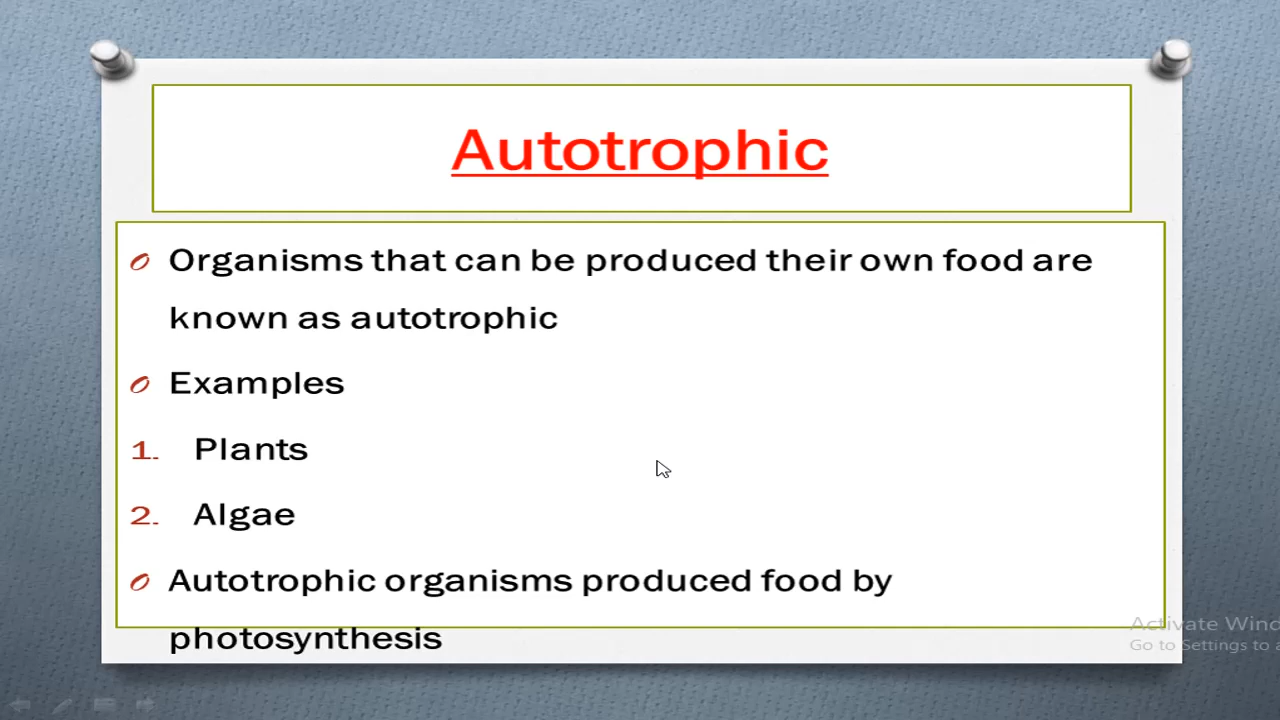 Autotrophic
Organisms that can be produced their own food are
known as autotrophic
Examples
1. Plants
2. Algae
Autotrophic organisms produced food by
photosynthesis
Activate Wind
Go to Settings to a